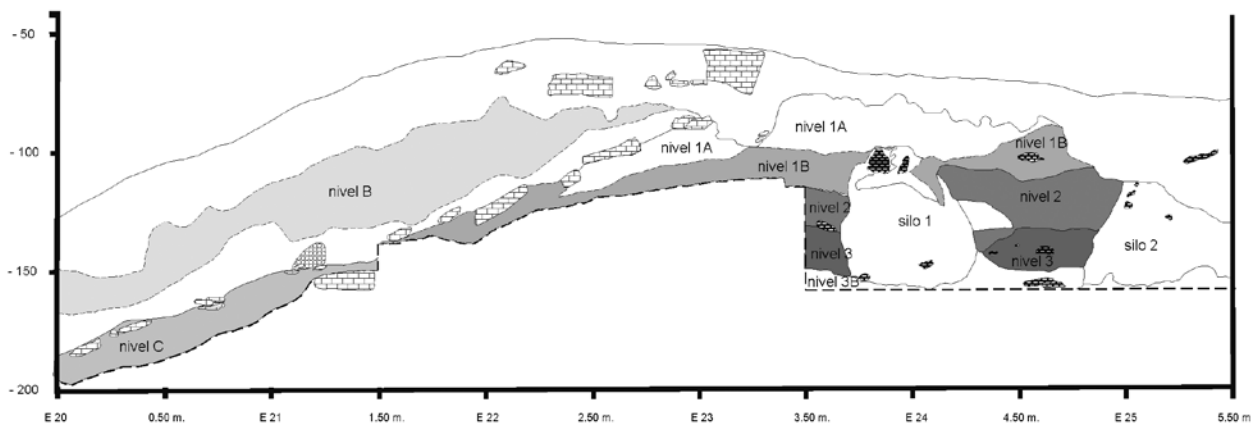 - 50
nivel 1A
nivel 1B
- 100
nivel 1A
nivel 1B
nivel B
nivel 2
nivel 2
silo 1
silo 2
nivel 3
nivel 3
- 150
nivel 3B
nivel C
- 200
E 20 0.50 m. E 21 1.50 m. E 22 2.50 m. E 23 3.50 m. E 24 4.50 m. E 25 5.50 m